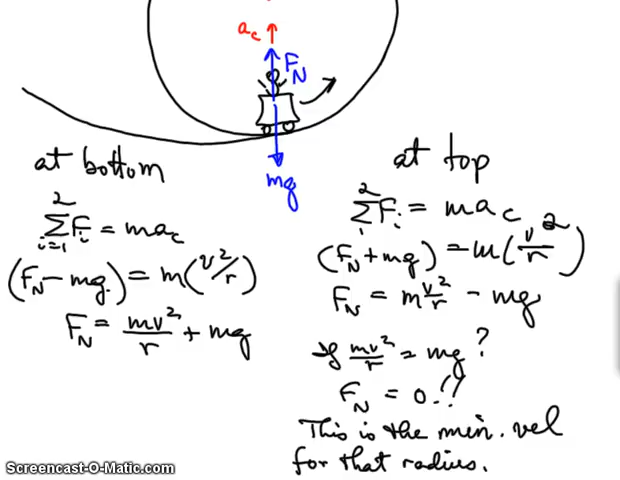 a_c ↑
F_N
mg
at bottom
∑_{i=1}^{2} F_i = ma_c
(F_N − mg) = m(v²/r)
F_N = mv²/r + mg
at top
∑_{i}^{2} F_i = ma_c
(F_N + mg) = m(v²/r)
F_N = m v²/r − mg
If mv²/r = mg?
F_N = 0.!!
This is the min. vel
for that radius.
Screencast-O-Matic.com